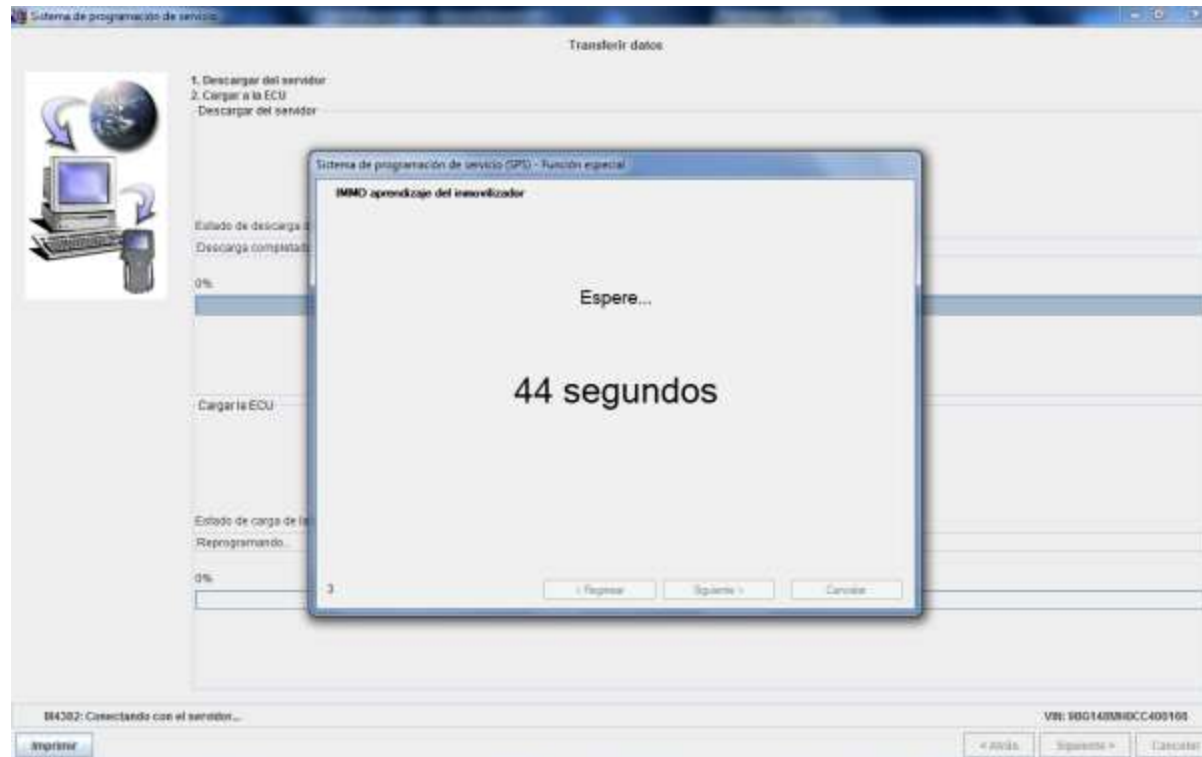 Sistema de programación de servicio
Transferir datos
1. Descargar del servidor
2. Cargar a la ECU
Descargar del servidor
Sistema de programación de servicio (SPS) - Función especial
IMMO aprendizaje del inmovilizador
Estado de descarga
Descarga completada
0%
Espere...
44 segundos
Cargar la ECU
Estado de carga de la
Reprogramando...
0%
3
< Regresar
Siguiente >
Cancelar
Conectando con el servidor...
VIN:
Imprimir
< Atrás
Siguiente >
Cancelar